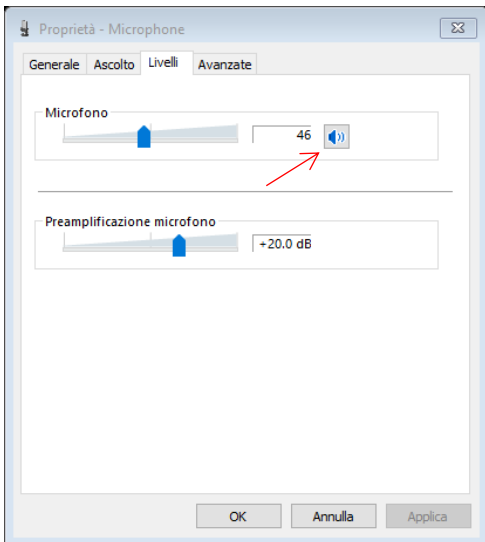 Proprietà - Microphone
Generale Ascolto Livelli Avanzate
Microfono
46
Preamplificazione microfono
+20.0 dB
OK Annulla Applica